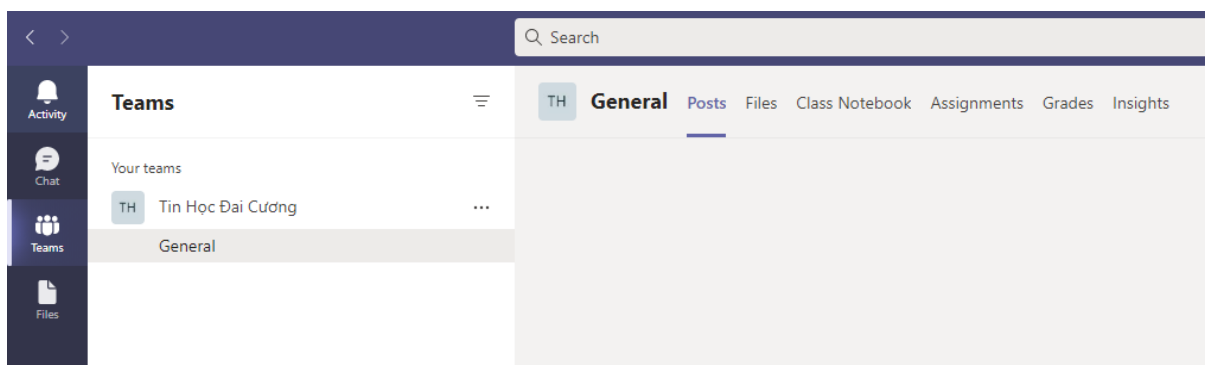 Search
Activity
Chat
Teams
Files
Teams
Your teams
TH Tin Học Đai Cương ...
General
TH General Posts Files Class Notebook Assignments Grades Insights